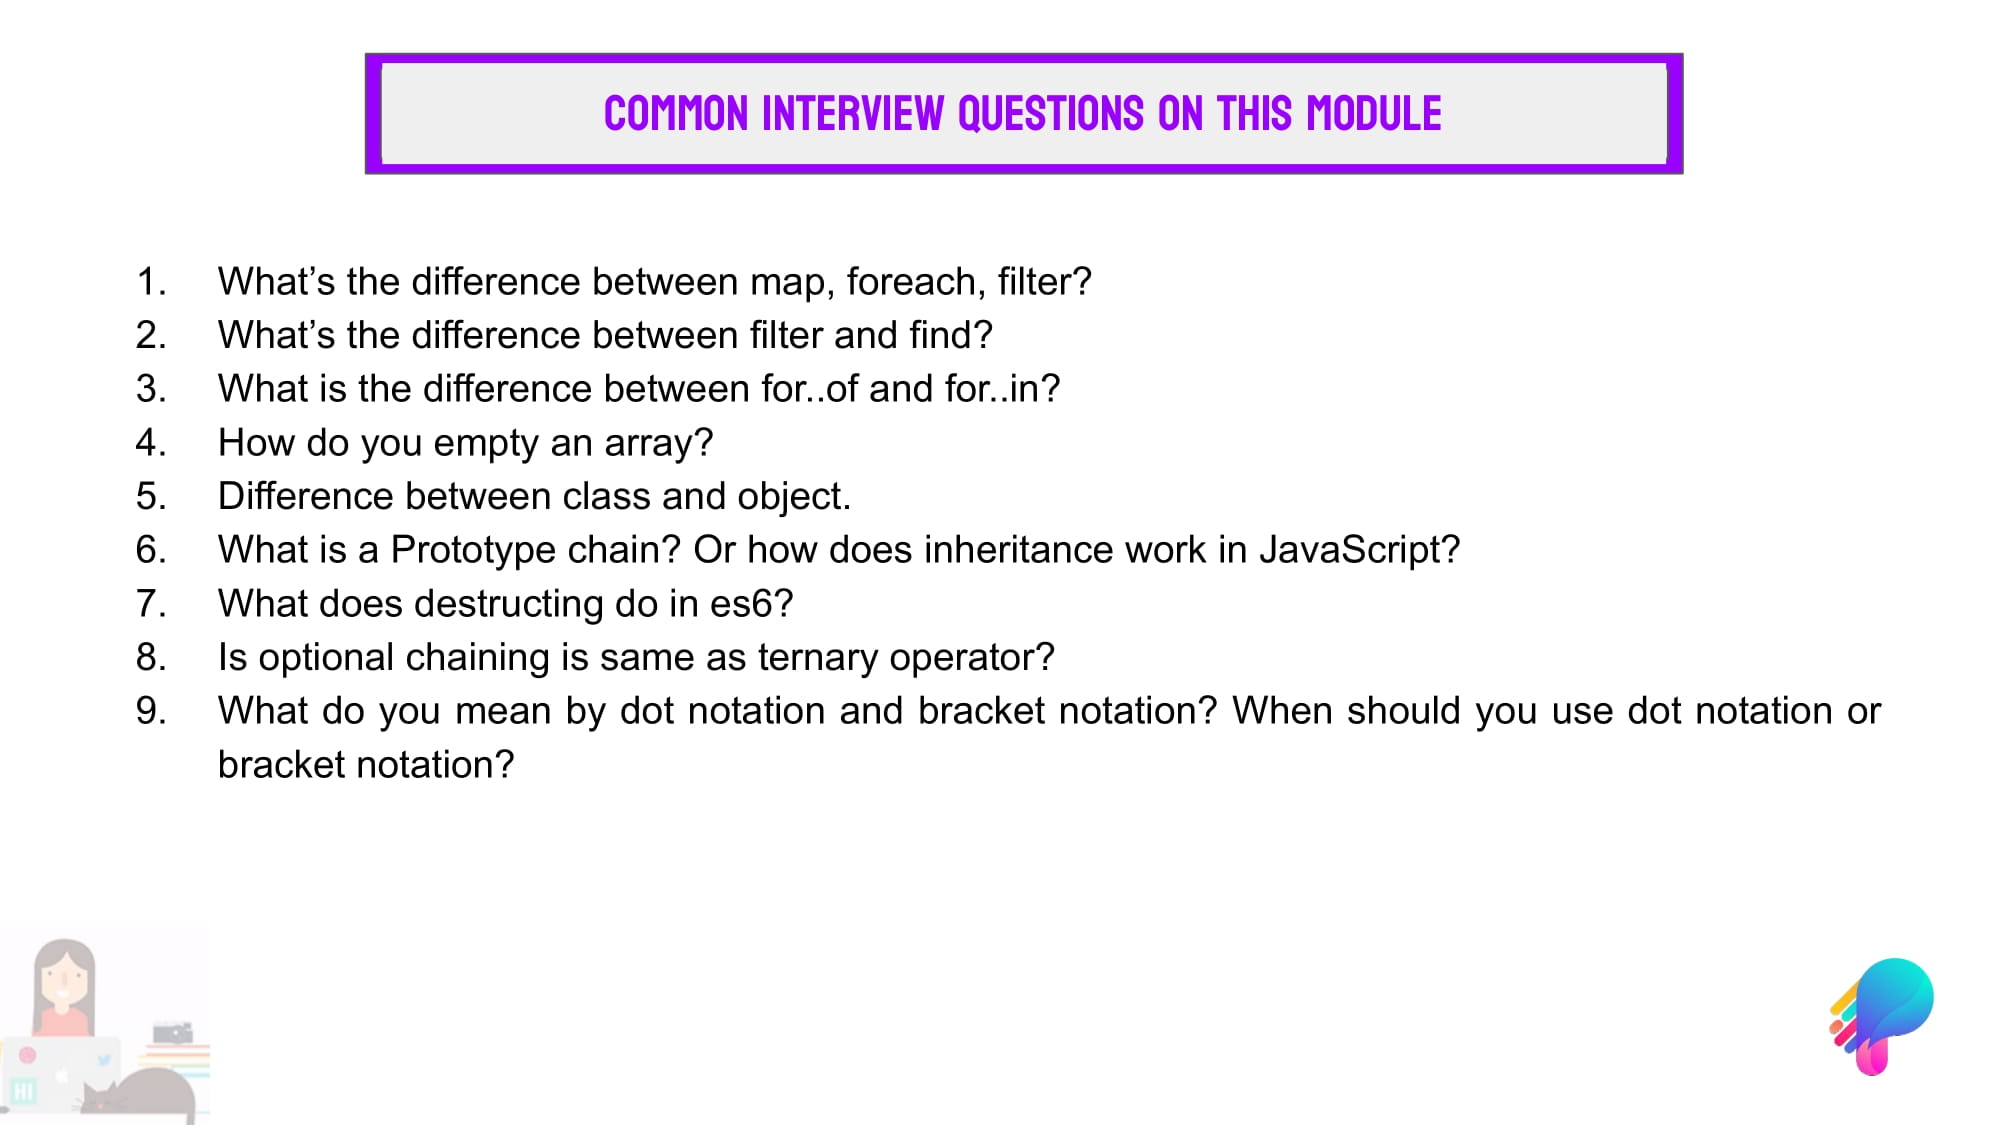 COMMON INTERVIEW QUESTIONS ON THIS MODULE
1. What’s the difference between map, foreach, filter?
2. What’s the difference between filter and find?
3. What is the difference between for..of and for..in?
4. How do you empty an array?
5. Difference between class and object.
6. What is a Prototype chain? Or how does inheritance work in JavaScript?
7. What does destructing do in es6?
8. Is optional chaining is same as ternary operator?
9. What do you mean by dot notation and bracket notation? When should you use dot notation or
bracket notation?
HI